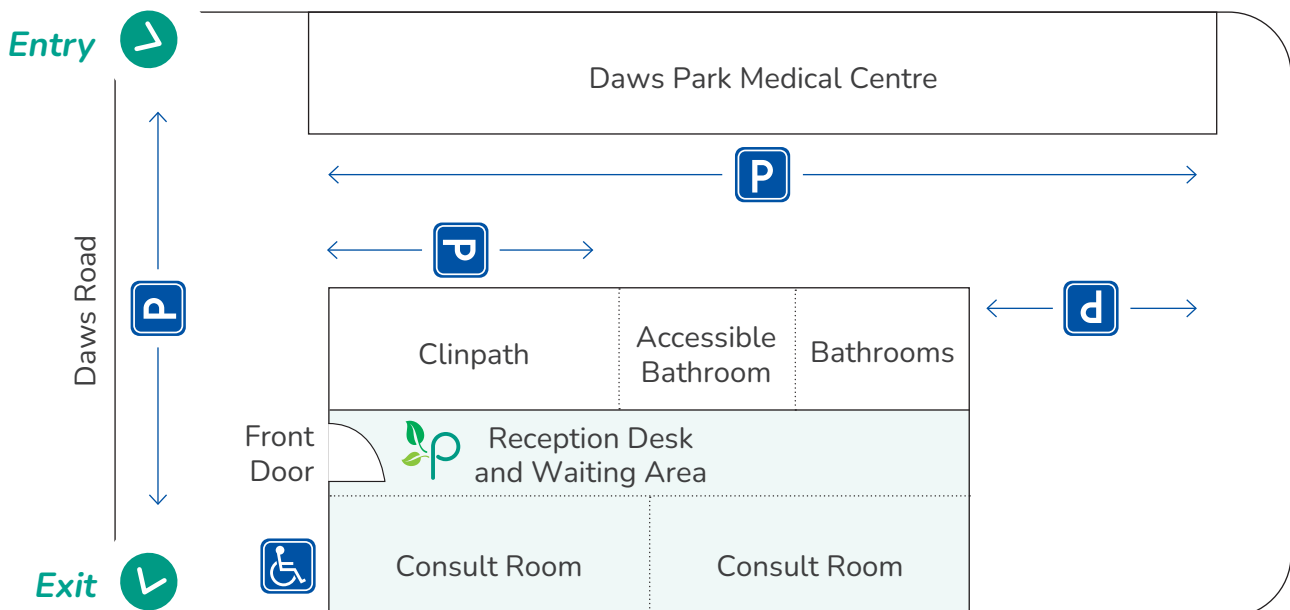 Entry
Daws Park Medical Centre
P
P
P
P
Daws Road
Clinpath
Accessible
Bathroom
Bathrooms
Front
Door
p
Reception Desk
and Waiting Area
Consult Room
Consult Room
Exit